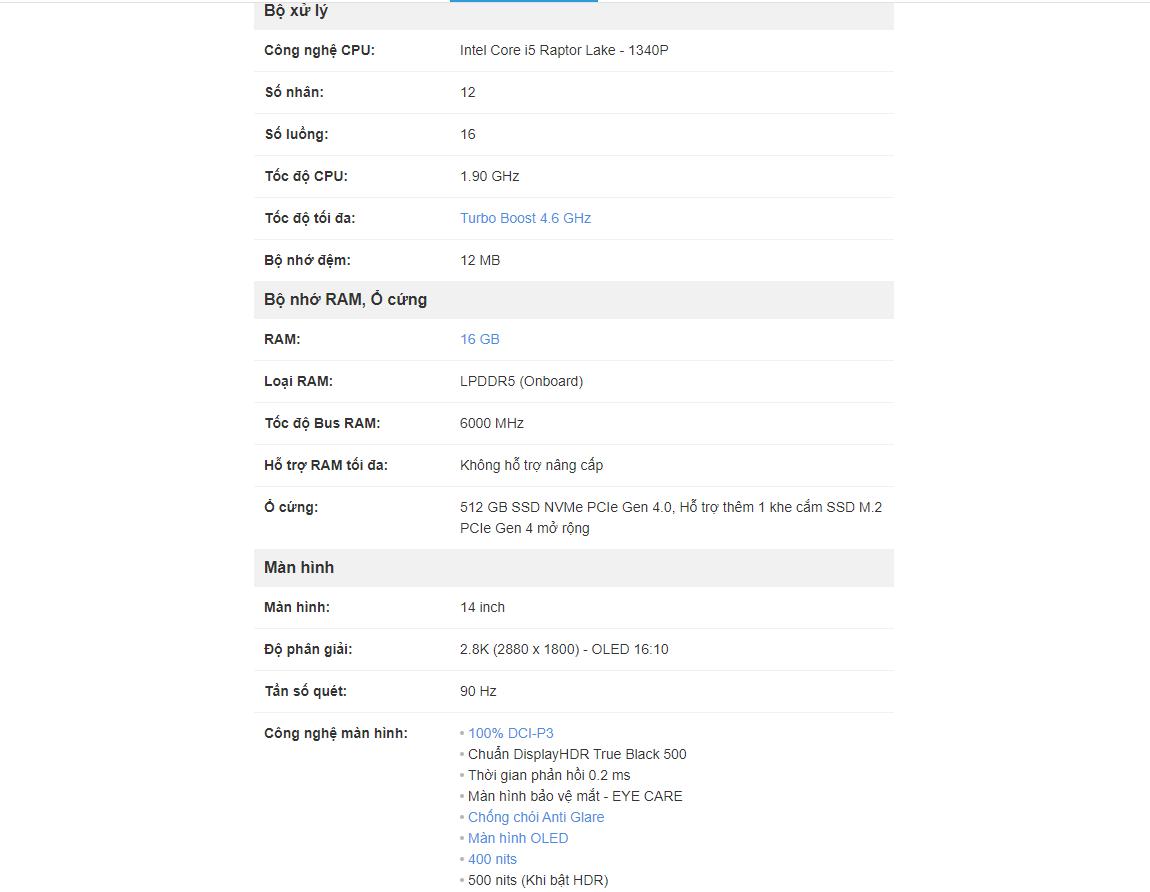 Bộ xử lý
Công nghệ CPU: Intel Core i5 Raptor Lake - 1340P
Số nhân: 12
Số luồng: 16
Tốc độ CPU: 1.90 GHz
Tốc độ tối đa: Turbo Boost 4.6 GHz
Bộ nhớ đệm: 12 MB
Bộ nhớ RAM, Ổ cứng
RAM: 16 GB
Loại RAM: LPDDR5 (Onboard)
Tốc độ Bus RAM: 6000 MHz
Hỗ trợ RAM tối đa: Không hỗ trợ nâng cấp
Ổ cứng: 512 GB SSD NVMe PCIe Gen 4.0, Hỗ trợ thêm 1 khe cắm SSD M.2
PCIe Gen 4 mở rộng
Màn hình
Màn hình: 14 inch
Độ phân giải: 2.8K (2880 x 1800) - OLED 16:10
Tần số quét: 90 Hz
Công nghệ màn hình: • 100% DCI-P3
• Chuẩn DisplayHDR True Black 500
• Thời gian phản hồi 0.2 ms
• Màn hình bảo vệ mắt - EYE CARE
• Chống chói Anti Glare
• Màn hình OLED
• 400 nits
• 500 nits (Khi bật HDR)